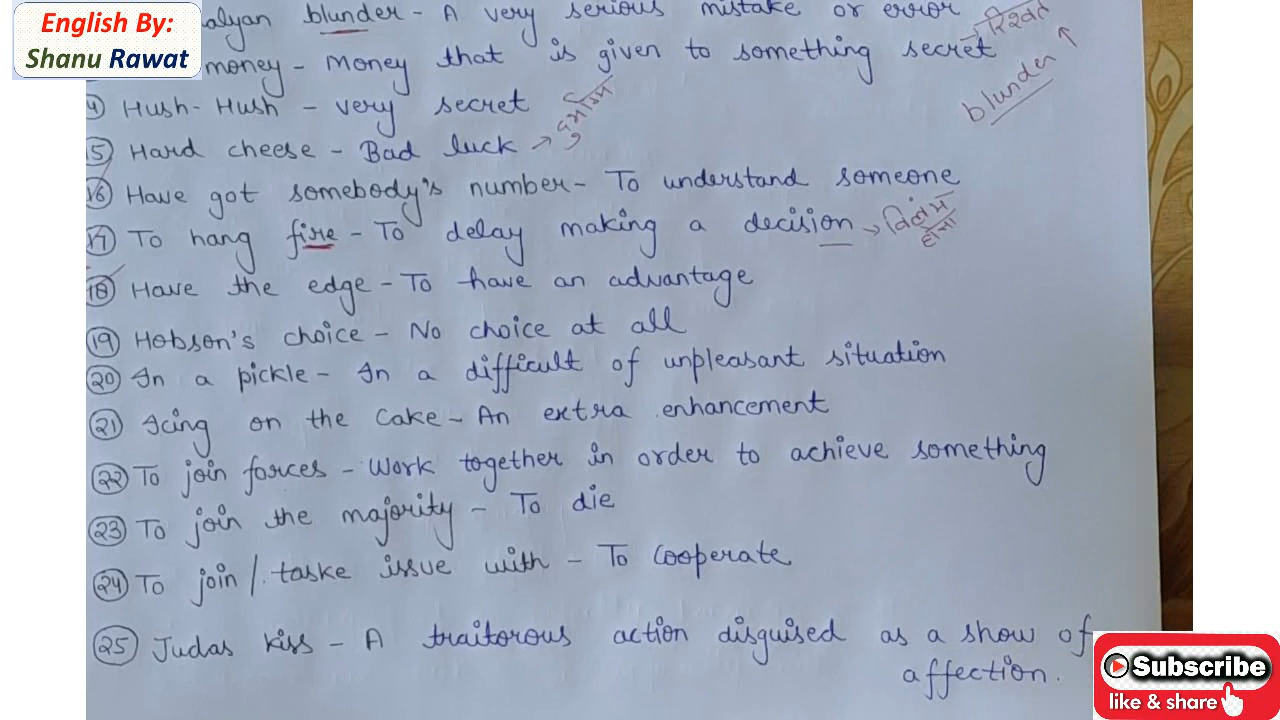 English By:
Shanu Rawat
alyan blunder - A very serious mistake or error
money - Money that is given to something secret → रिश्वत
blunder ↑
4 Hush-Hush - very secret
15 Hard cheese - Bad luck →
16 Have got somebody's number - To understand someone
17 To hang fire - To delay making a decision → विलंब होना
18 Have the edge - To have an advantage
19 Hobson's choice - No choice at all
20 In a pickle - In a difficult of unpleasant situation
21 Icing on the cake - An extra enhancement
22 To join forces - Work together in order to achieve something
23 To join the majority - To die
24 To join / taske issue with - To cooperate
25 Judas kiss - A traitorous action disguised as a show of
affection.
Subscribe
like & share